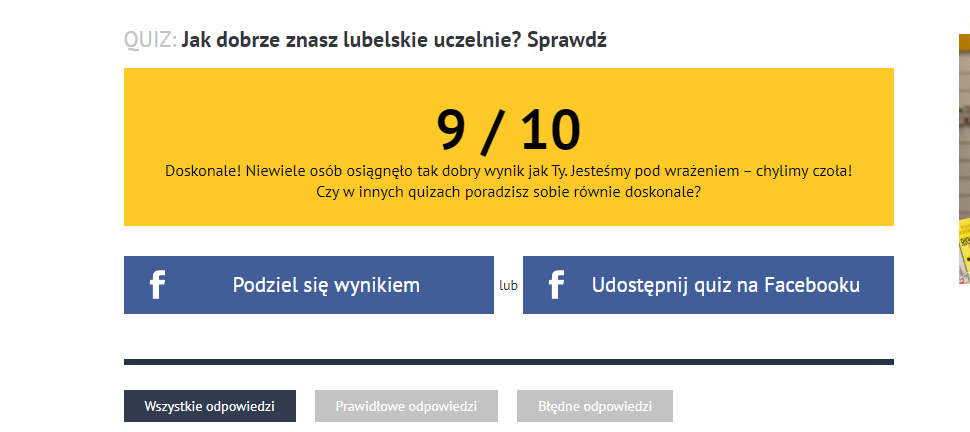 QUIZ: Jak dobrze znasz lubelskie uczelnie? Sprawdź
9 / 10
Doskonale! Niewiele osób osiągnęło tak dobry wynik jak Ty. Jesteśmy pod wrażeniem – chylimy czoła!
Czy w innych quizach poradzisz sobie równie doskonale?
f Podziel się wynikiem lub f Udostępnij quiz na Facebooku
Wszystkie odpowiedzi Prawidłowe odpowiedzi Błędne odpowiedzi